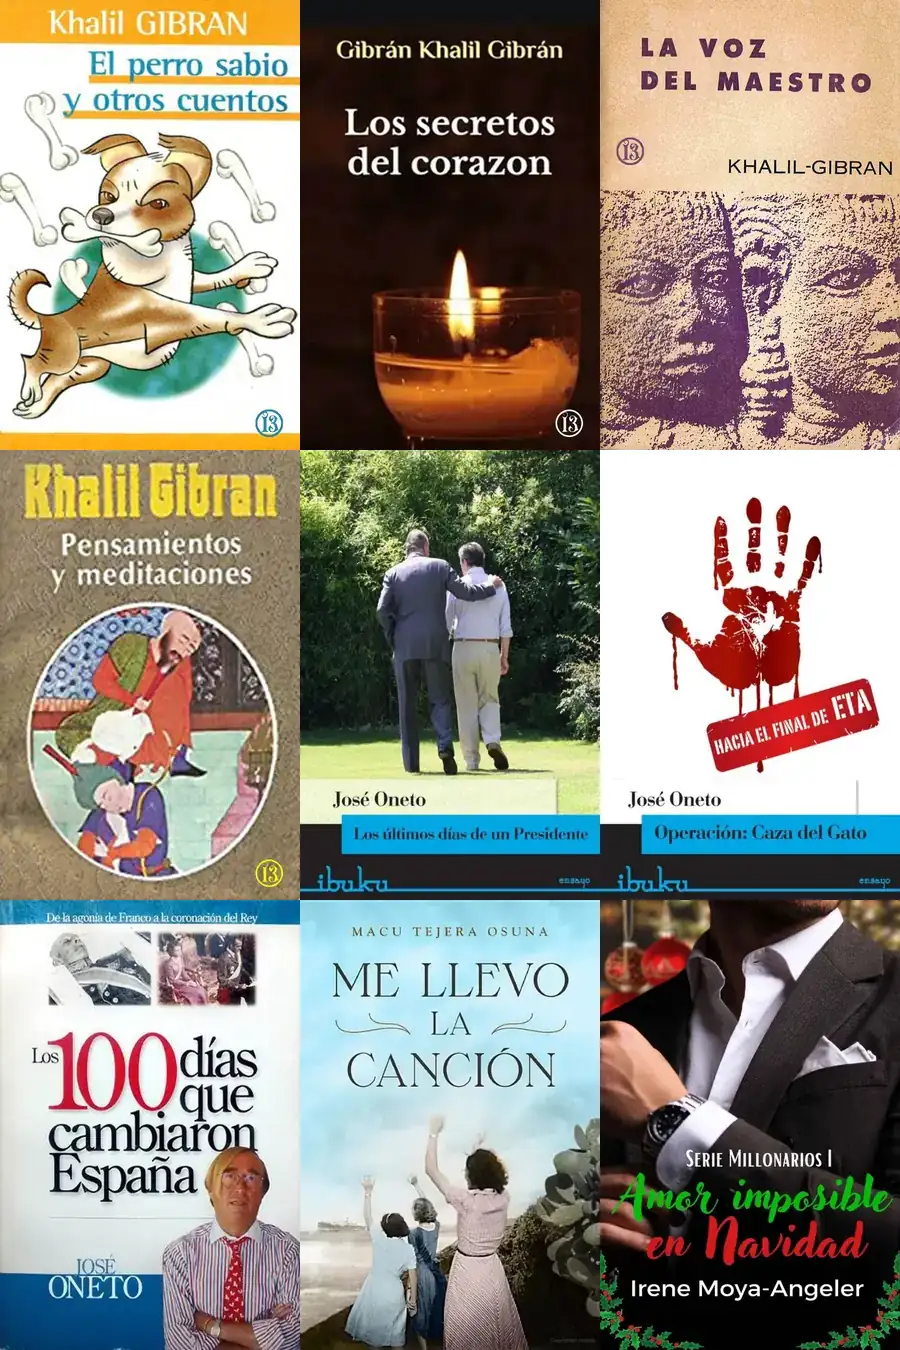 Khalil GIBRAN
El perro sabio
y otros cuentos
13
Gibrán Khalil Gibrán
Los secretos
del corazon
13
LA VOZ
DEL MAESTRO
13
KHALIL-GIBRAN
Khalil Gibran
Pensamientos
y meditaciones
13
José Oneto
Los últimos días de un Presidente
ibuku
ensayo
HACIA EL FINAL DE ETA
José Oneto
Operación: Caza del Gato
ibuku
ensayo
De la agonía de Franco a la coronación del Rey
Los 100 días
que
cambiaron
España
JOSÉ
ONETO
MACU TEJERA OSUNA
ME LLEVO
LA
CANCIÓN
SERIE MILLONARIOS I
Amor imposible
en Navidad
Irene Moya-Angeler